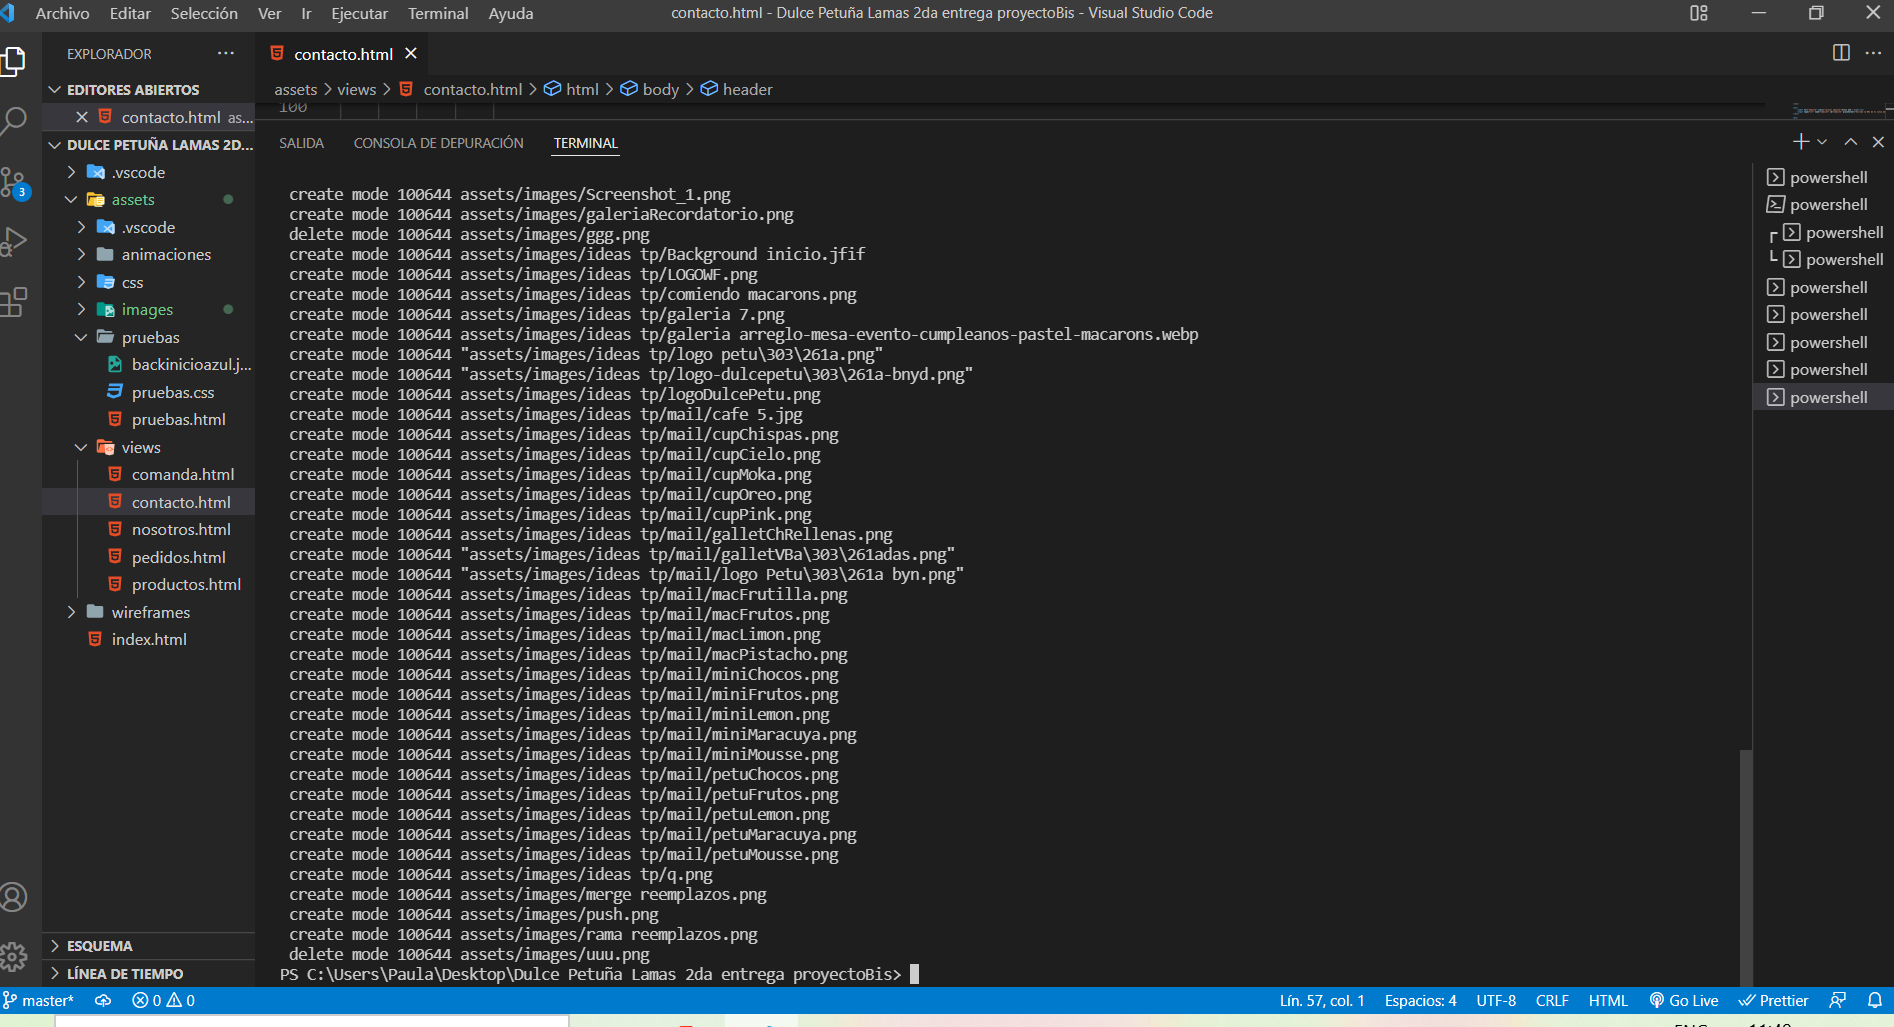 Archivo Editar Selección Ver Ir Ejecutar Terminal Ayuda contacto.html - Dulce Petuña Lamas 2da entrega proyectoBis - Visual Studio Code
EXPLORADOR
EDITORES ABIERTOS
contacto.html as...
DULCE PETUÑA LAMAS 2D...
.vscode
assets
.vscode
animaciones
css
images
pruebas
backinicioazul.j...
pruebas.css
pruebas.html
views
comanda.html
contacto.html
nosotros.html
pedidos.html
productos.html
wireframes
index.html
ESQUEMA
LÍNEA DE TIEMPO
3
contacto.html
assets > views > contacto.html > html > body > header
100
SALIDA CONSOLA DE DEPURACIÓN TERMINAL
create mode 100644 assets/images/Screenshot_1.png
create mode 100644 assets/images/galeriaRecordatorio.png
delete mode 100644 assets/images/ggg.png
create mode 100644 assets/images/ideas tp/Background inicio.jfif
create mode 100644 assets/images/ideas tp/LOGOWF.png
create mode 100644 assets/images/ideas tp/comiendo macarons.png
create mode 100644 assets/images/ideas tp/galeria 7.png
create mode 100644 assets/images/ideas tp/galeria arreglo-mesa-evento-cumpleanos-pastel-macarons.webp
create mode 100644 "assets/images/ideas tp/logo petu\303\261a.png"
create mode 100644 "assets/images/ideas tp/logo-dulcepetu\303\261a-bnyd.png"
create mode 100644 assets/images/ideas tp/logoDulcePetu.png
create mode 100644 assets/images/ideas tp/mail/cafe 5.jpg
create mode 100644 assets/images/ideas tp/mail/cupChispas.png
create mode 100644 assets/images/ideas tp/mail/cupCielo.png
create mode 100644 assets/images/ideas tp/mail/cupMoka.png
create mode 100644 assets/images/ideas tp/mail/cupOreo.png
create mode 100644 assets/images/ideas tp/mail/cupPink.png
create mode 100644 assets/images/ideas tp/mail/galletChRellenas.png
create mode 100644 "assets/images/ideas tp/mail/galletVBa\303\261adas.png"
create mode 100644 "assets/images/ideas tp/mail/logo Petu\303\261a byn.png"
create mode 100644 assets/images/ideas tp/mail/macFrutilla.png
create mode 100644 assets/images/ideas tp/mail/macFrutos.png
create mode 100644 assets/images/ideas tp/mail/macLimon.png
create mode 100644 assets/images/ideas tp/mail/macPistacho.png
create mode 100644 assets/images/ideas tp/mail/miniChocos.png
create mode 100644 assets/images/ideas tp/mail/miniFrutos.png
create mode 100644 assets/images/ideas tp/mail/miniLemon.png
create mode 100644 assets/images/ideas tp/mail/miniMaracuya.png
create mode 100644 assets/images/ideas tp/mail/miniMousse.png
create mode 100644 assets/images/ideas tp/mail/petuChocos.png
create mode 100644 assets/images/ideas tp/mail/petuFrutos.png
create mode 100644 assets/images/ideas tp/mail/petuLemon.png
create mode 100644 assets/images/ideas tp/mail/petuMaracuya.png
create mode 100644 assets/images/ideas tp/mail/petuMousse.png
create mode 100644 assets/images/ideas tp/q.png
create mode 100644 assets/images/merge reemplazos.png
create mode 100644 assets/images/push.png
create mode 100644 assets/images/rama reemplazos.png
delete mode 100644 assets/images/uuu.png
PS C:\Users\Paula\Desktop\Dulce Petuña Lamas 2da entrega proyectoBis>
powershell
powershell
powershell
powershell
powershell
powershell
powershell
powershell
powershell
master* 0 0 Lín. 57, col. 1 Espacios: 4 UTF-8 CRLF HTML Go Live Prettier